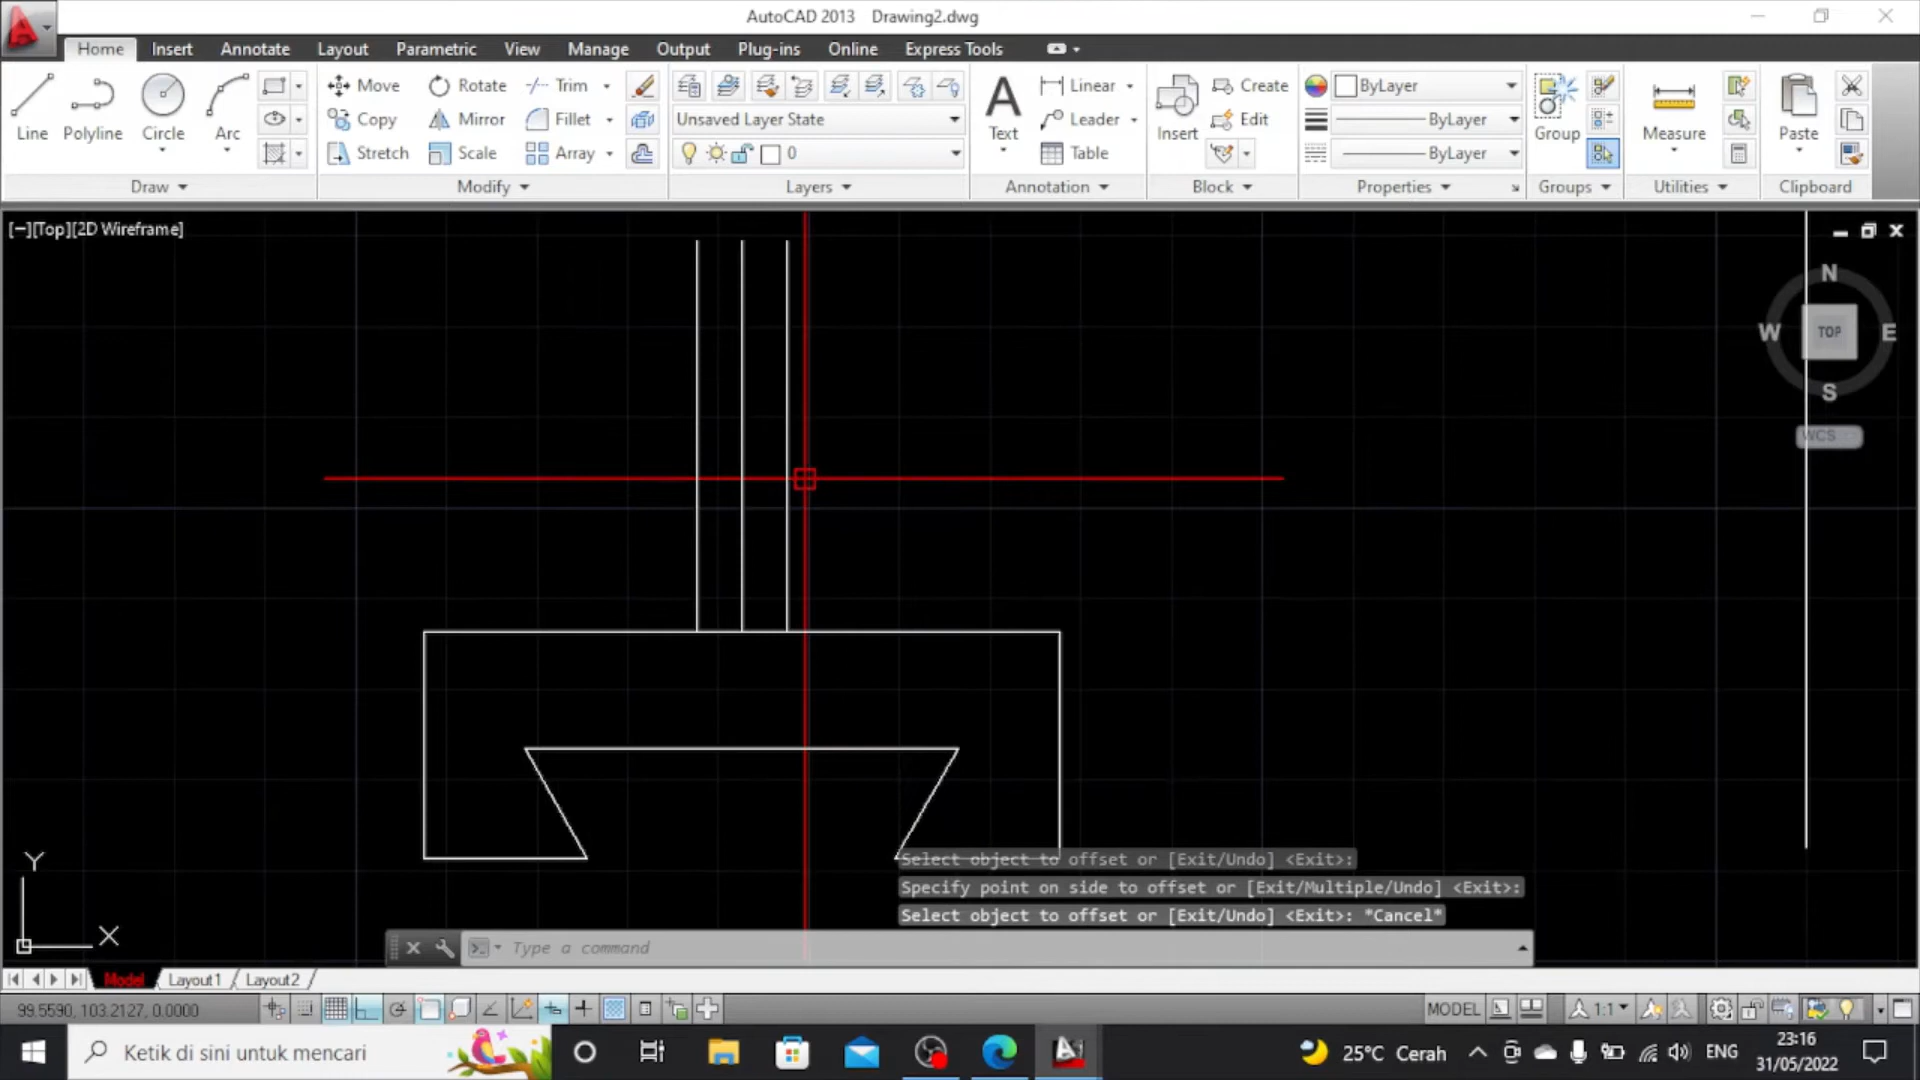 AutoCAD 2013 Drawing2.dwg
Home Insert Annotate Layout Parametric View Manage Output Plug-ins Online Express Tools
Line Polyline Circle Arc
Move Rotate Trim
Copy Mirror Fillet
Stretch Scale Array
Unsaved Layer State
0
Text
Linear
Leader
Table
Insert
Create
Edit
ByLayer
ByLayer
ByLayer
Group
Measure
Paste
Draw Modify Layers Annotation Block Properties Groups Utilities Clipboard
[−][Top][2D Wireframe]
N
W TOP E
S
WCS
Y
X
Select object to offset or [Exit/Undo] <Exit>:
Specify point on side to offset or [Exit/Multiple/Undo] <Exit>:
Select object to offset or [Exit/Undo] <Exit>: *Cancel*
Type a command
Model Layout1 Layout2
99.5590, 103.2127, 0.0000
MODEL 1:1
Ketik di sini untuk mencari
25°C Cerah
ENG
23:16
31/05/2022